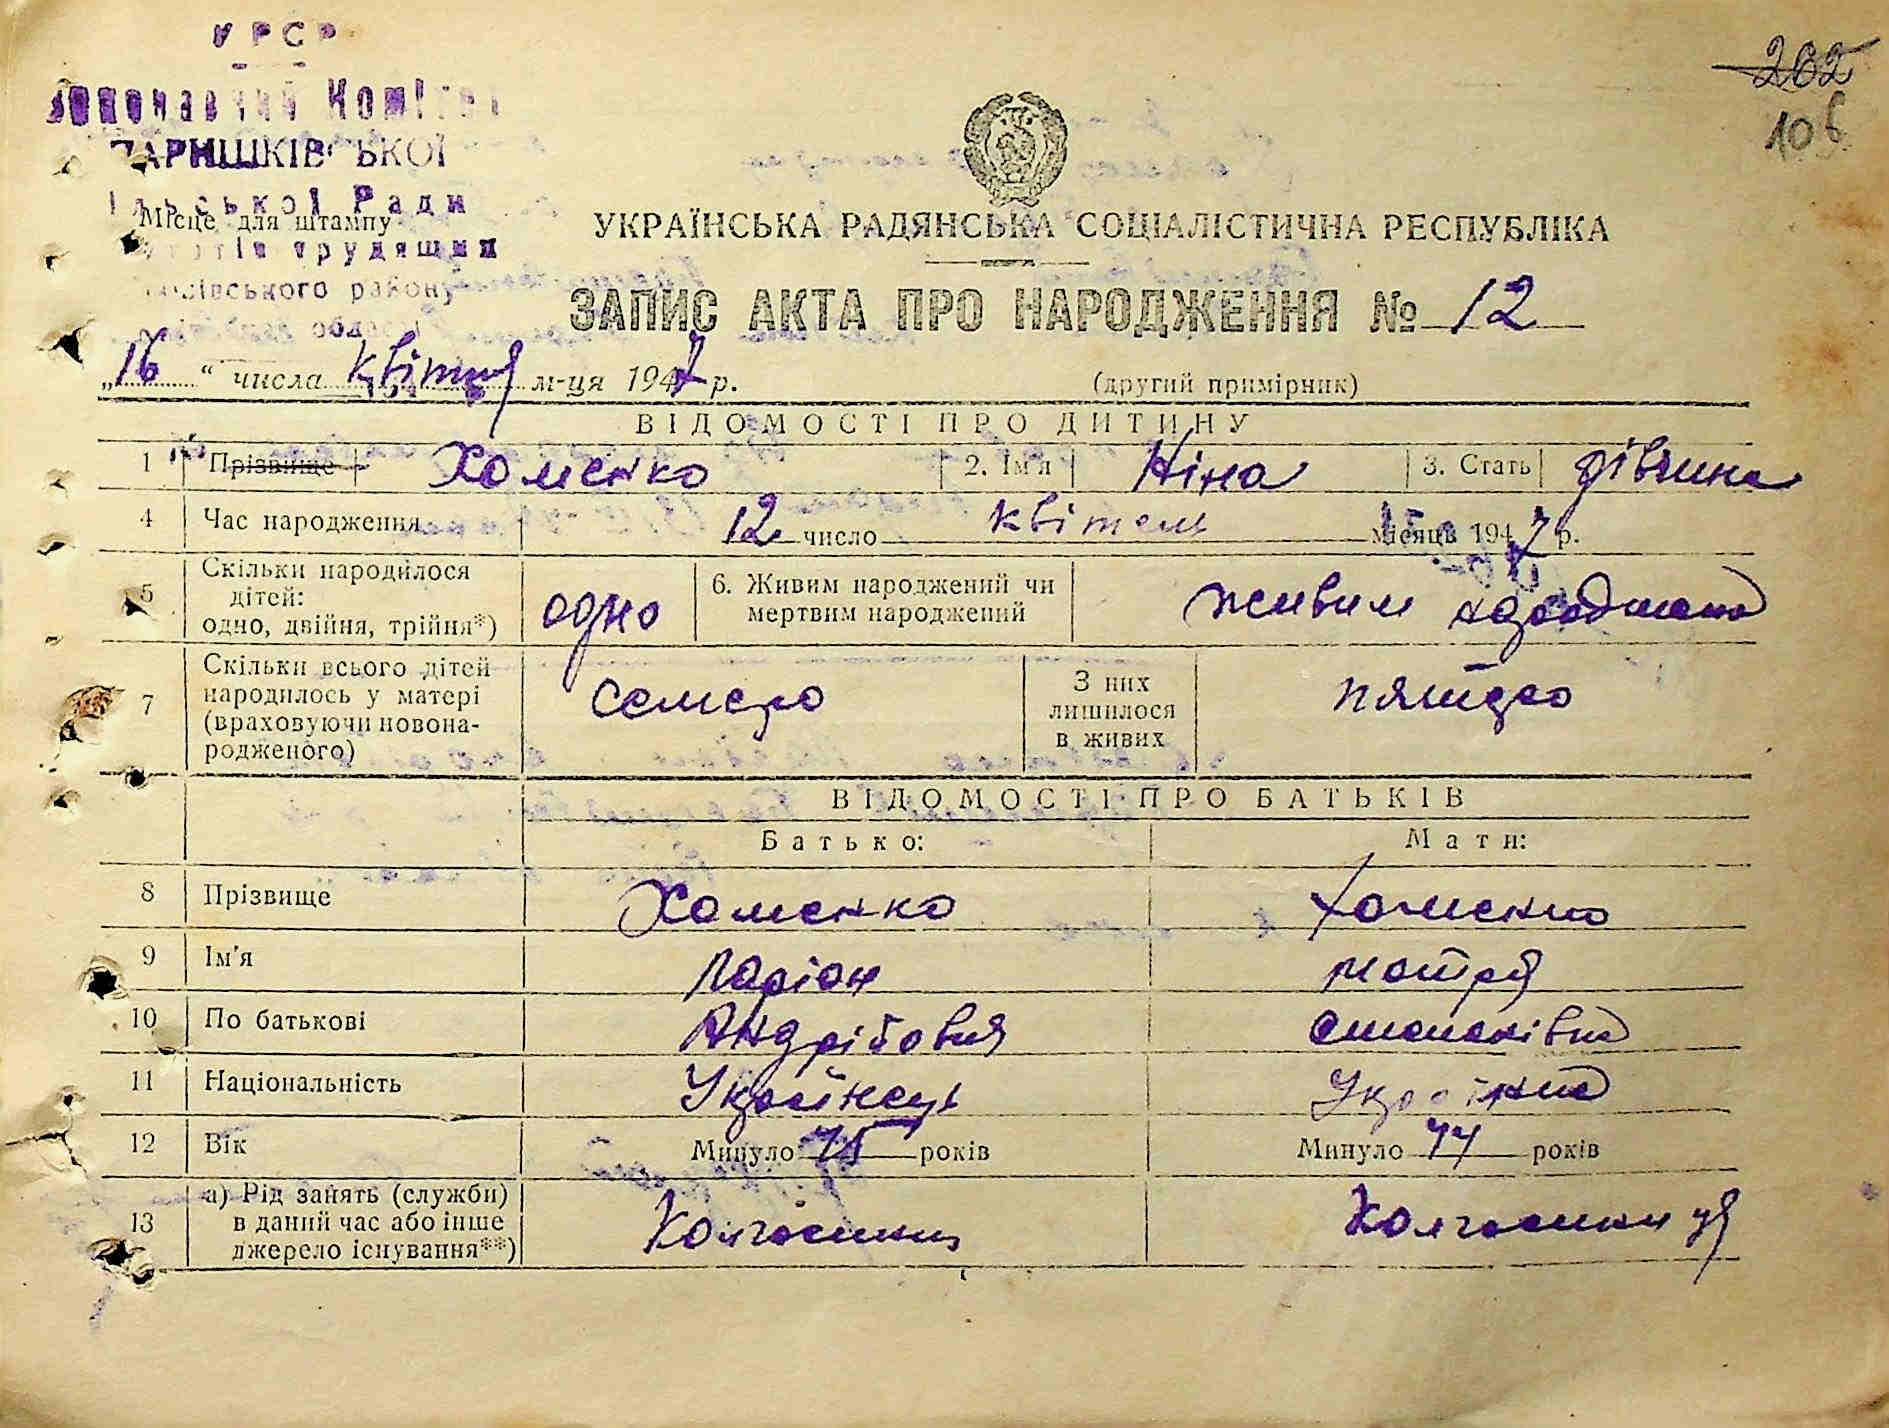 УРСР
202
106
Виконавчий Комітет
ПАРИШКІВСЬКОЇ
Сільської Ради
Місце для штампу
трудящих
району
УКРАЇНСЬКА РАДЯНСЬКА СОЦІАЛІСТИЧНА РЕСПУБЛІКА
ЗАПИС АКТА ПРО НАРОДЖЕННЯ № 12
„16“ числа квітня м-ця 1947 р. (другий примірник)
ВІДОМОСТІ ПРО ДИТИНУ
1 Прізвище Хоменко 2. Ім'я Ніна 3. Стать дівчина
4 Час народження 12 число квітень місяць 1947 р.
5 Скільки народилося дітей: одно, двійня, трійня*) одно 6. Живим народжений чи мертвим народжений живим
7 Скільки всього дітей народилось у матері (враховуючи новонародженого) семеро З них лишилося в живих пятеро
ВІДОМОСТІ ПРО БАТЬКІВ
Батько: Мати:
8 Прізвище Хоменко Хоменко
9 Ім'я Ларіон Мотря
10 По батькові Андрійович Степанівна
11 Національність Українець Українка
12 Вік Минуло років Минуло 44 років
13 а) Рід занять (служби) в даний час або інше джерело існування**) Колгоспник Колгоспниця